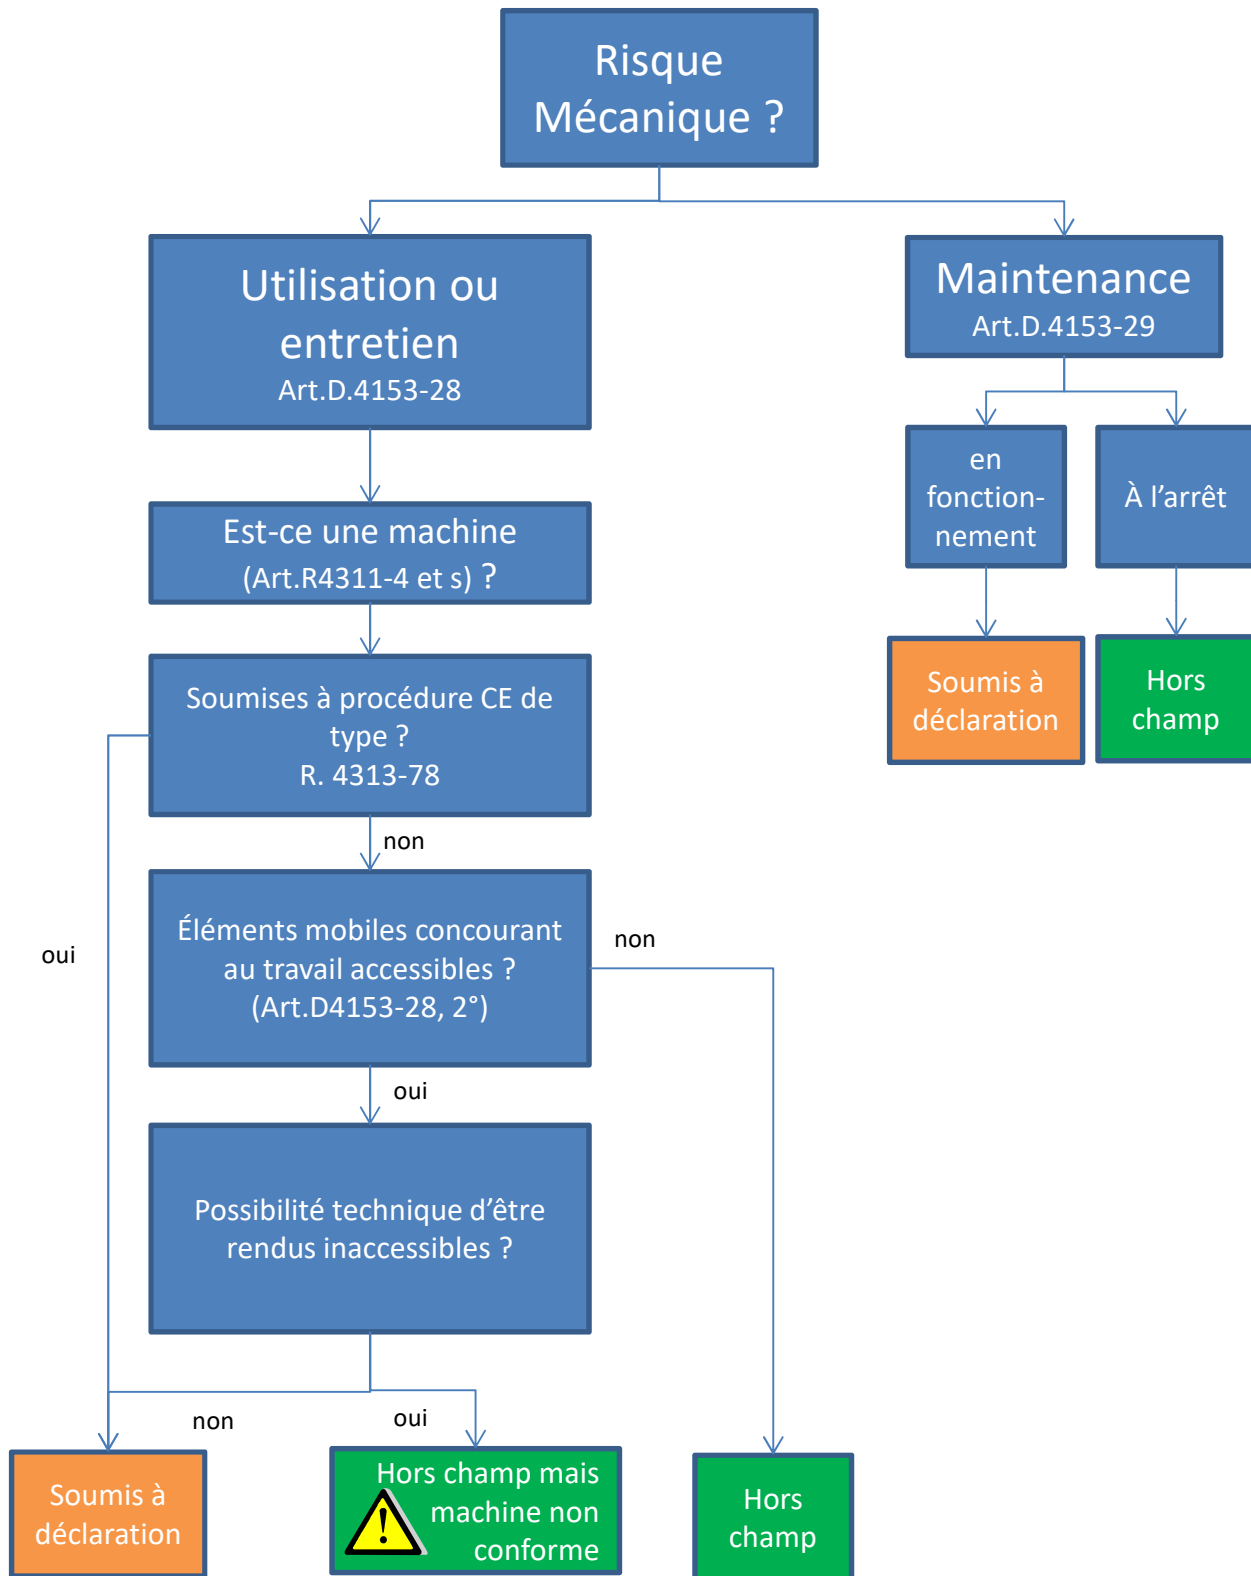 Risque
Mécanique ?
Utilisation ou
entretien
Art.D.4153-28
Maintenance
Art.D.4153-29
en
fonction-
nement
À l’arrêt
Est-ce une machine
(Art.R4311-4 et s) ?
Soumis à
déclaration
Hors
champ
Soumises à procédure CE de
type ?
R. 4313-78
non
Éléments mobiles concourant
au travail accessibles ?
(Art.D4153-28, 2°)
oui
non
oui
Possibilité technique d’être
rendus inaccessibles ?
non
oui
Soumis à
déclaration
Hors champ mais
machine non
conforme
Hors
champ